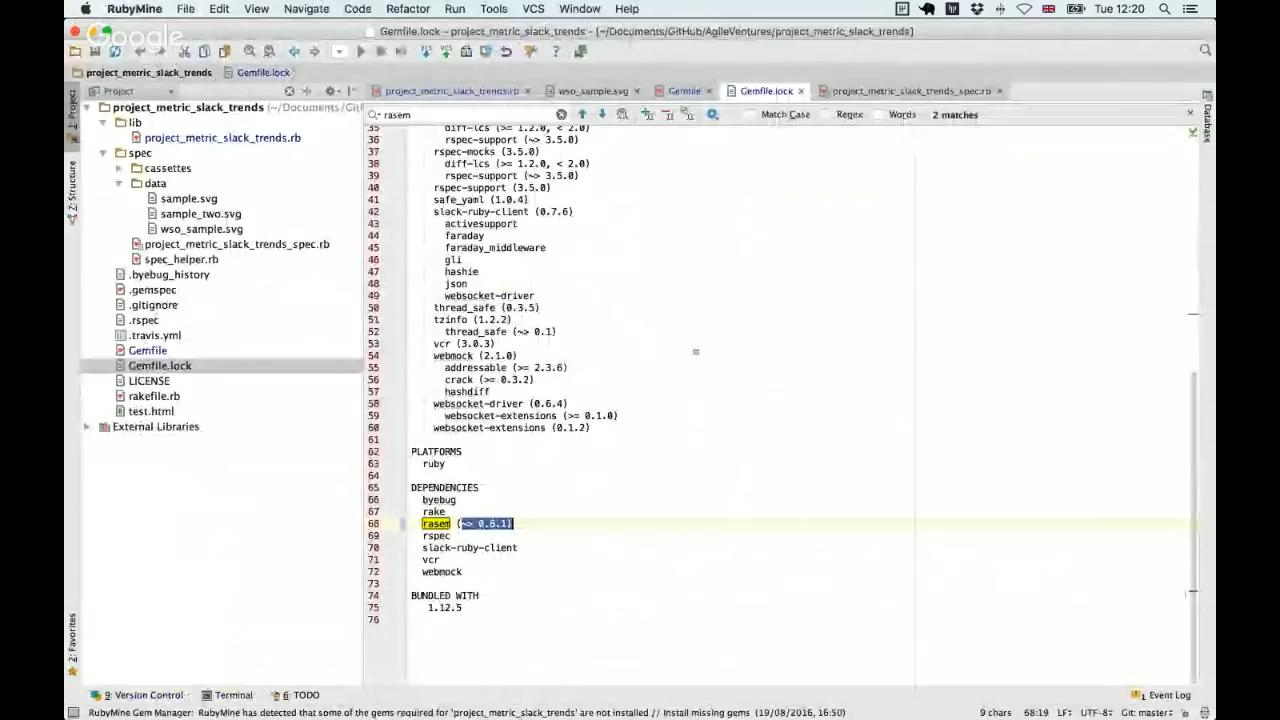 RubyMine File Edit View Navigate Code Refactor Run Tools VCS Window Help Tue 12:20
Google
Gemfile.lock - project_metric_slack_trends - [~/Documents/GitHub/AgileVentures/project_metric_slack_trends]
project_metric_slack_trends Gemfile.lock
Project
project_metric_slack_trends.rb wso_sample.svg Gemfile Gemfile.lock project_metric_slack_trends_spec.rb
rasem Match Case Regex Words 2 matches
1: Project
Z: Structure
2: Favorites
Database
project_metric_slack_trends (~/Documents/Git
lib
project_metric_slack_trends.rb
spec
cassettes
data
sample.svg
sample_two.svg
wso_sample.svg
project_metric_slack_trends_spec.rb
spec_helper.rb
.byebug_history
.gemspec
.gitignore
.rspec
.travis.yml
Gemfile
Gemfile.lock
LICENSE
rakefile.rb
test.html
External Libraries
35 diff-lcs (>= 1.2.0, < 2.0)
36 rspec-support (~> 3.5.0)
37 rspec-mocks (3.5.0)
38 diff-lcs (>= 1.2.0, < 2.0)
39 rspec-support (~> 3.5.0)
40 rspec-support (3.5.0)
41 safe_yaml (1.0.4)
42 slack-ruby-client (0.7.6)
43 activesupport
44 faraday
45 faraday_middleware
46 gli
47 hashie
48 json
49 websocket-driver
50 thread_safe (0.3.5)
51 tzinfo (1.2.2)
52 thread_safe (~> 0.1)
53 vcr (3.0.3)
54 webmock (2.1.0)
55 addressable (>= 2.3.6)
56 crack (>= 0.3.2)
57 hashdiff
58 websocket-driver (0.6.4)
59 websocket-extensions (>= 0.1.0)
60 websocket-extensions (0.1.2)
61
62 PLATFORMS
63 ruby
64
65 DEPENDENCIES
66 byebug
67 rake
68 rasem (~> 0.6.1)
69 rspec
70 slack-ruby-client
71 vcr
72 webmock
73
74 BUNDLED WITH
75 1.12.5
76
9: Version Control Terminal 6: TODO 1 Event Log
RubyMine Gem Manager: RubyMine has detected that some of the gems required for 'project_metric_slack_trends' are not installed // Install missing gems (19/08/2016, 16:50) 9 chars 68:19 LF÷ UTF-8÷ Git: master÷